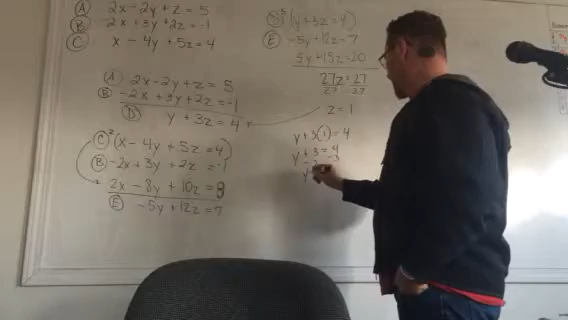 Ⓐ 2x - 2y + z = 5
Ⓑ -2x + 3y + 2z = -1
Ⓒ x - 4y + 5z = 4
Ⓐ 2x - 2y + z = 5
Ⓑ -2x + 3y + 2z = -1
Ⓓ y + 3z = 4
Ⓒ 2(x - 4y + 5z = 4)
Ⓑ -2x + 3y + 2z = -1
2x - 8y + 10z = 8
Ⓔ -5y + 12z = 7
Ⓓ 5(y + 3z = 4)
Ⓔ -5y + 12z = 7
5y + 15z = 20
27z = 27
27 27
z = 1
y + 3(1) = 4
y + 3 = 4
-3 -3
y